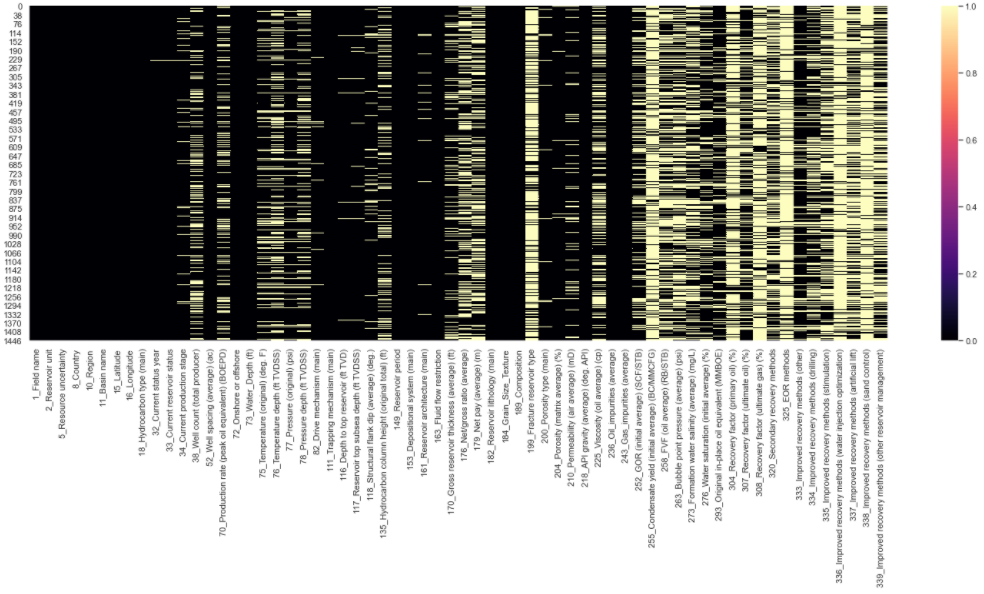 0
38
76
114
152
190
229
267
305
343
381
419
457
495
533
571
609
647
685
723
761
799
837
875
914
952
990
1028
1066
1104
1142
1180
1218
1256
1294
1332
1370
1408
1446
1_Field name
2_Reservoir unit
5_Resource uncertainty
8_Country
10_Region
11_Basin name
15_Latitude
16_Longitude
18_Hydrocarbon type (main)
32_Current status year
33_Current reservoir status
34_Current production stage
38_Well count (total producer)
52_Well spacing (average) (ac)
70_Production rate (peak oil equivalent) (BOEPD)
72_Onshore or offshore
73_Water_Depth (ft)
75_Temperature (original) (deg. F)
76_Temperature depth (ft TVDSS)
77_Pressure (original) (psi)
78_Pressure depth (ft TVDSS)
82_Drive mechanism (main)
111_Trapping mechanism (main)
116_Depth to top reservoir (ft TVD)
117_Reservoir top subsea depth (ft TVDSS)
118_Structural flank dip (average) (deg.)
135_Hydrocarbon column height (original total) (ft)
149_Reservoir period
153_Depositional system (main)
161_Reservoir architecture (main)
163_Fluid flow restriction
170_Gross reservoir thickness (average) (ft)
176_Net/gross ratio (average)
179_Net pay (average) (m)
182_Reservoir lithology (main)
184_Grain_Size_Texture
189_Composition
199_Fracture reservoir type
200_Porosity type (main)
204_Porosity (matrix average) (%)
210_Permeability (air average) (mD)
218_API gravity (average) (deg. API)
225_Viscosity (oil average) (cp)
236_Oil_impurities (average)
243_Gas_impurities (average)
252_GOR (initial average) (SCF/STB)
255_Condensate yield (initial average) (BC/MMCFG)
258_FVF (oil average) (RB/STB)
263_Bubble point pressure (average) (psi)
273_Formation water salinity (average) (mg/L)
276_Water saturation (initial average) (%)
293_Original in-place oil equivalent (MMBOE)
304_Recovery factor (primary oil) (%)
307_Recovery factor (ultimate oil) (%)
308_Recovery factor (ultimate gas) (%)
320_Secondary recovery methods
325_EOR methods
333_Improved recovery methods (other)
334_Improved recovery methods (drilling)
335_Improved recovery methods (stimulation)
336_Improved recovery methods (water injection optimization)
337_Improved recovery methods (artificial lift)
338_Improved recovery methods (sand control)
339_Improved recovery methods (other reservoir management)
1.0
0.8
0.6
0.4
0.2
0.0